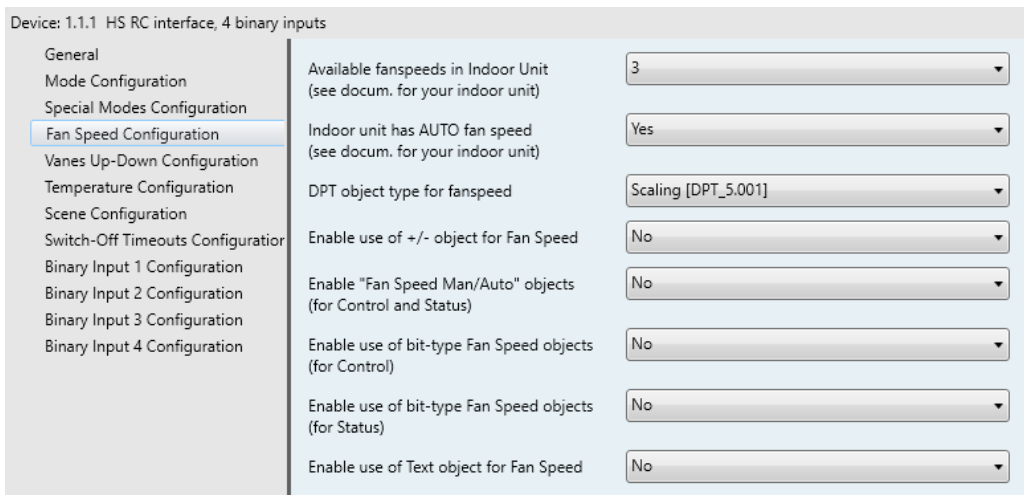 Device: 1.1.1 HS RC interface, 4 binary inputs
General
Mode Configuration
Special Modes Configuration
Fan Speed Configuration
Vanes Up-Down Configuration
Temperature Configuration
Scene Configuration
Switch-Off Timeouts Configuration
Binary Input 1 Configuration
Binary Input 2 Configuration
Binary Input 3 Configuration
Binary Input 4 Configuration
Available fanspeeds in Indoor Unit
(see docum. for your indoor unit)
3
Indoor unit has AUTO fan speed
(see docum. for your indoor unit)
Yes
DPT object type for fanspeed
Scaling [DPT_5.001]
Enable use of +/- object for Fan Speed
No
Enable "Fan Speed Man/Auto" objects
(for Control and Status)
No
Enable use of bit-type Fan Speed objects
(for Control)
No
Enable use of bit-type Fan Speed objects
(for Status)
No
Enable use of Text object for Fan Speed
No